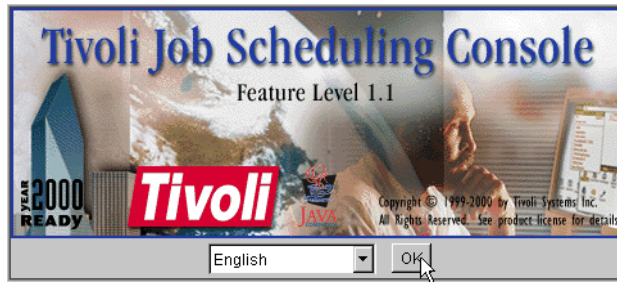 Tivoli Job Scheduling Console
Feature Level 1.1
YEAR
2000
READY
Tivoli
JAVA
Copyright © 1999-2000 by Tivoli Systems Inc.
All Rights Reserved. See product license for details
English
OK